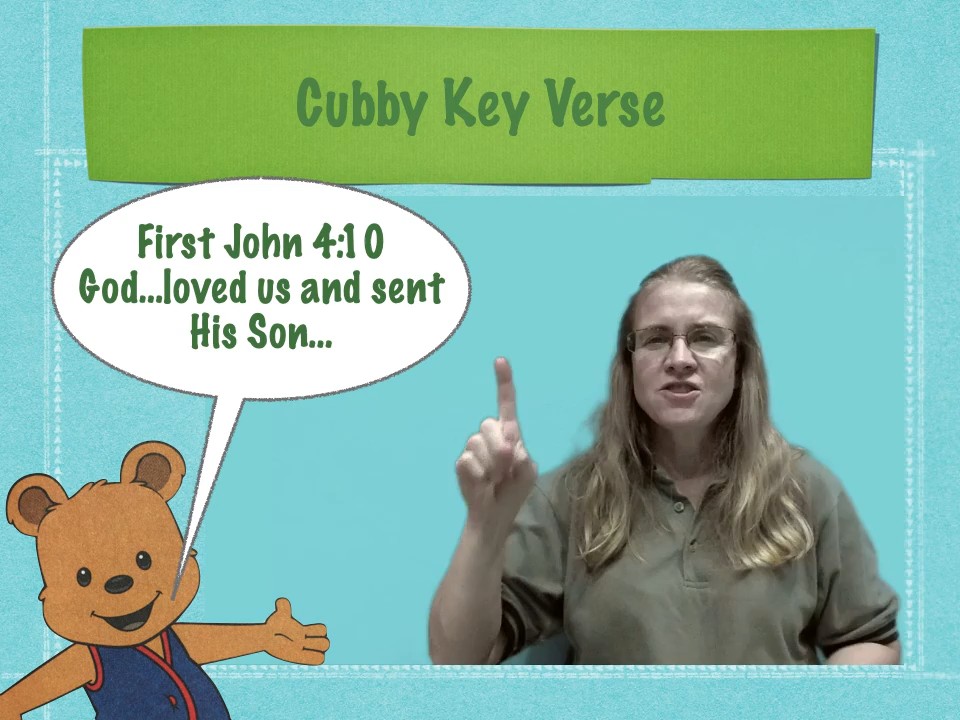 Cubby Key Verse
First John 4:10
God...loved us and sent
His Son...